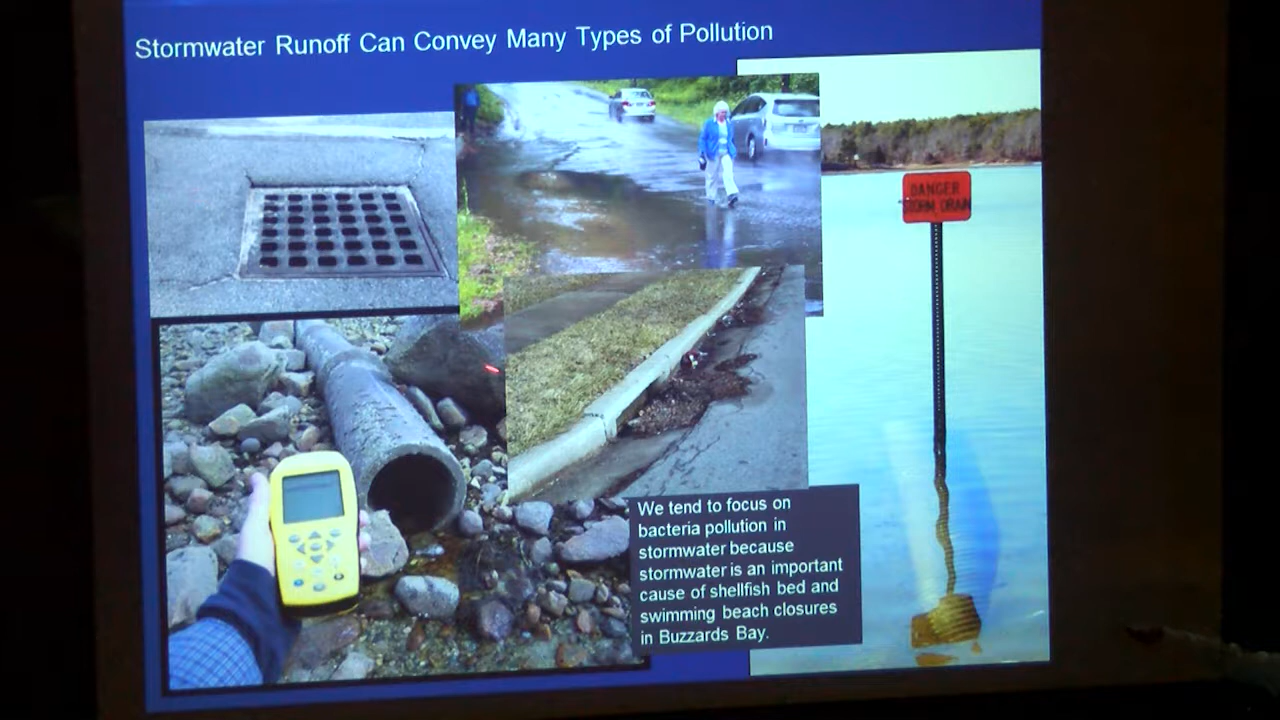 Stormwater Runoff Can Convey Many Types of Pollution
DANGER
STORM DRAIN
We tend to focus on
bacteria pollution in
stormwater because
stormwater is an important
cause of shellfish bed and
swimming beach closures
in Buzzards Bay.